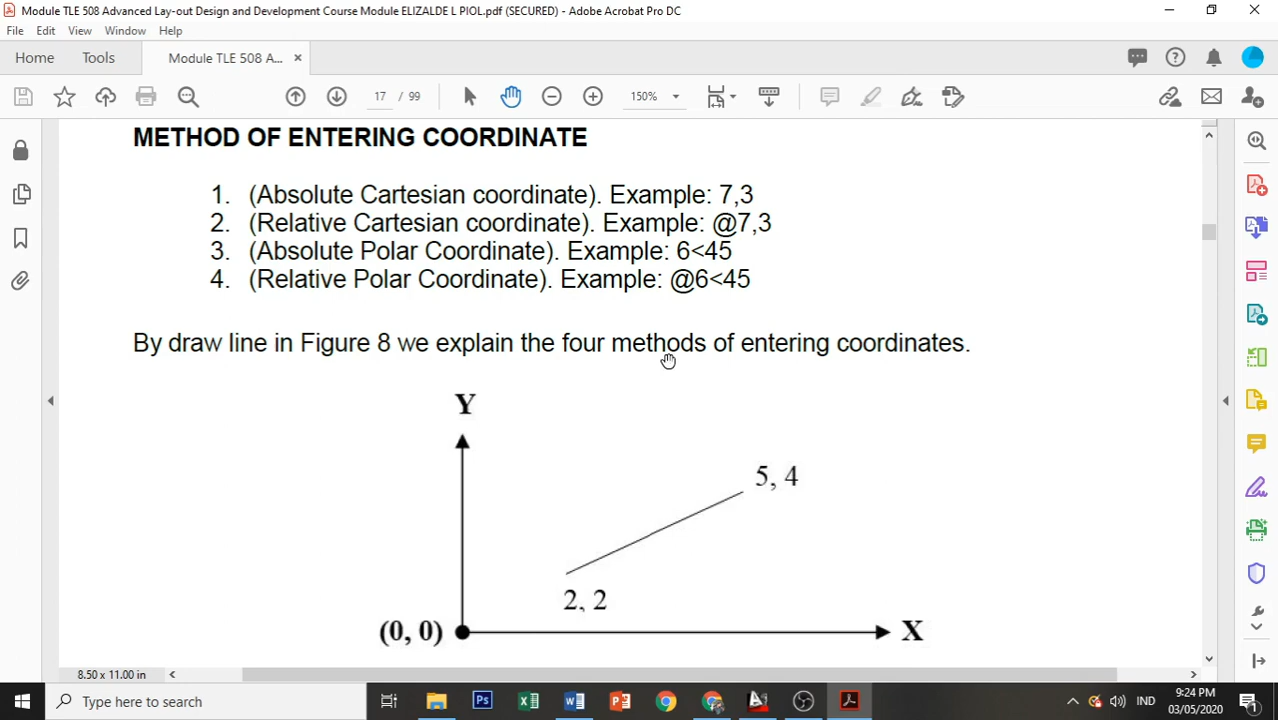 Module TLE 508 Advanced Lay-out Design and Development Course Module ELIZALDE L PIOL.pdf (SECURED) - Adobe Acrobat Pro DC
File Edit View Window Help
Home Tools Module TLE 508 A... ×
17 / 99 150%
METHOD OF ENTERING COORDINATE
1. (Absolute Cartesian coordinate). Example: 7,3
2. (Relative Cartesian coordinate). Example: @7,3
3. (Absolute Polar Coordinate). Example: 6<45
4. (Relative Polar Coordinate). Example: @6<45
By draw line in Figure 8 we explain the four methods of entering coordinates.
Y
5, 4
2, 2
(0, 0) X
8.50 x 11.00 in
Type here to search
Ps
IND
9:24 PM
03/05/2020
1